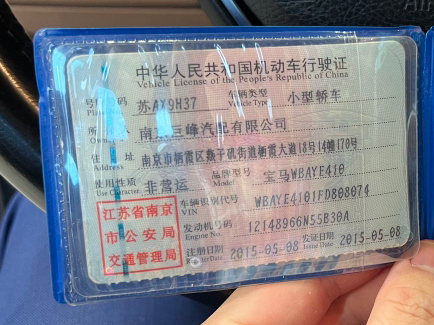 中华人民共和国机动车行驶证
Vehicle License of the People's Republic of China
号牌号码 苏AX9H37 车辆类型 小型轿车
Plate No. Vehicle Type
所有人 南京三峰汽配有限公司
住址 南京市栖霞区燕子矶街道栖霞大道18号14幢170号
使用性质 非营运 品牌型号 宝马WBAYE410
Use Character Model
车辆识别代号 WBAYE4101FD808074
VIN
发动机号码 12148966N55B30A
Engine No.
注册日期 2015-05-08 发证日期 2015-05-08
Register Date Issue Date
江苏省南京
市公安局
交通管理局